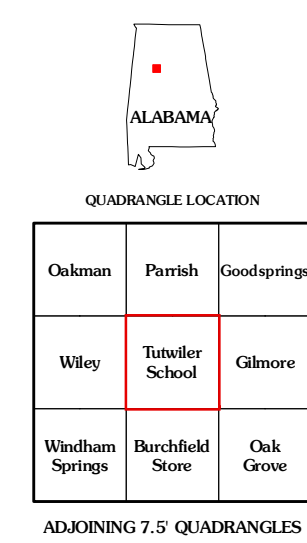 ALABAMA
QUADRANGLE LOCATION
Oakman Parrish Goodsprings
Wiley Tutwiler School Gilmore
Windham Springs Burchfield Store Oak Grove
ADJOINING 7.5' QUADRANGLES